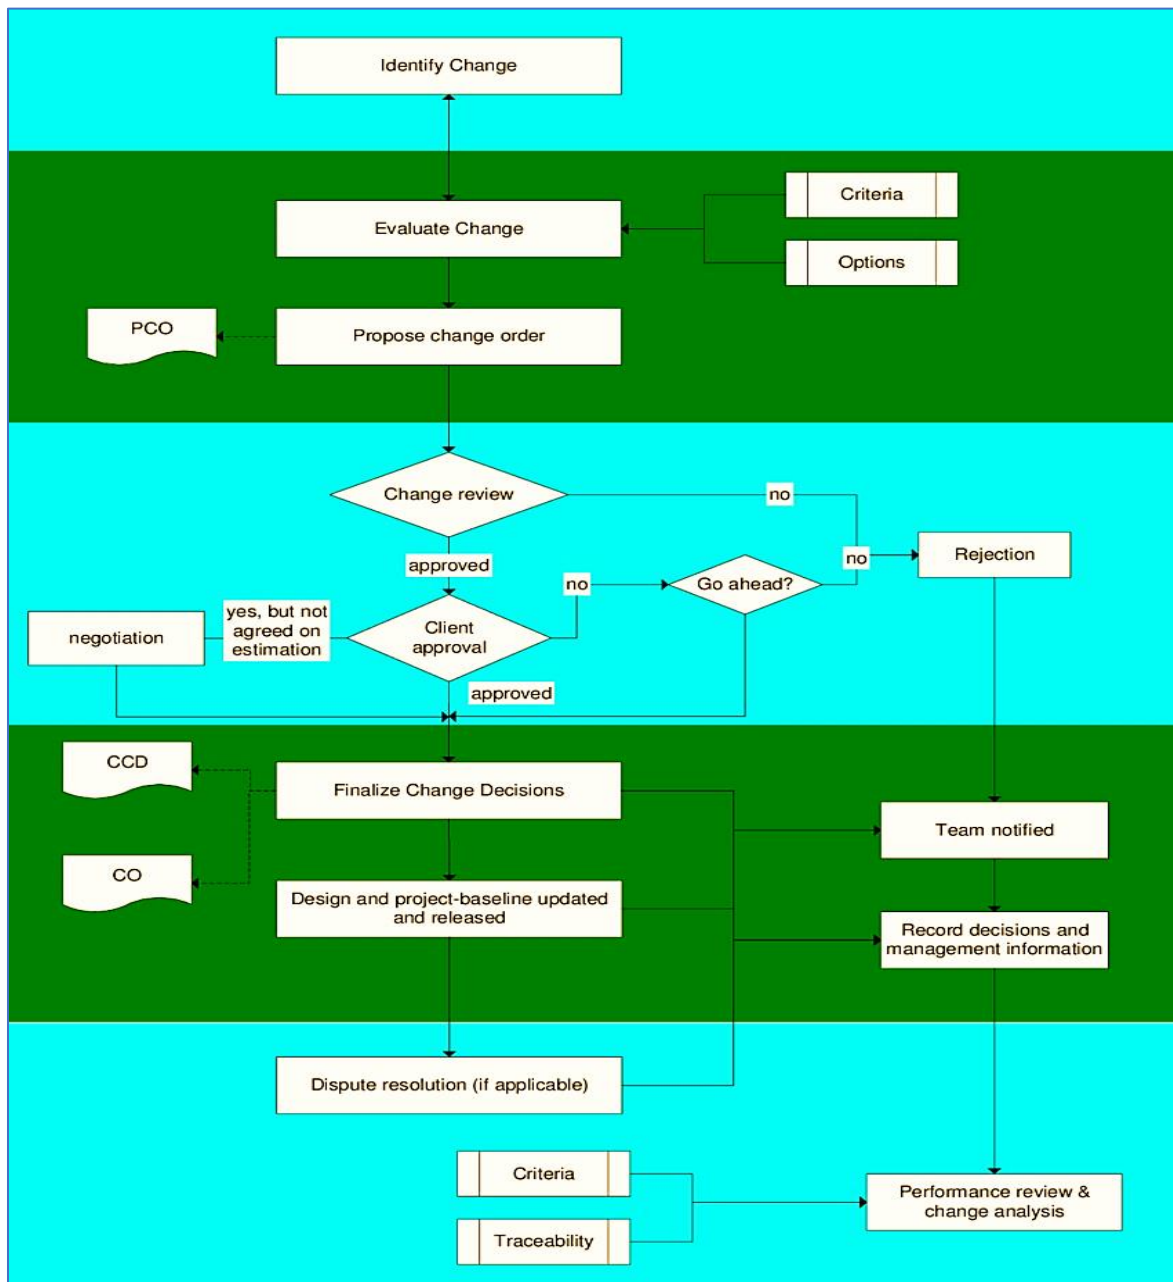 Identify Change
Criteria
Evaluate Change
Options
PCO
Propose change order
Change review
no
approved
no
Go ahead?
no
Rejection
negotiation
yes, but not
agreed on
estimation
Client
approval
approved
CCD
Finalize Change Decisions
Team notified
CO
Design and project-baseline updated
and released
Record decisions and
management information
Dispute resolution (if applicable)
Criteria
Traceability
Performance review &
change analysis